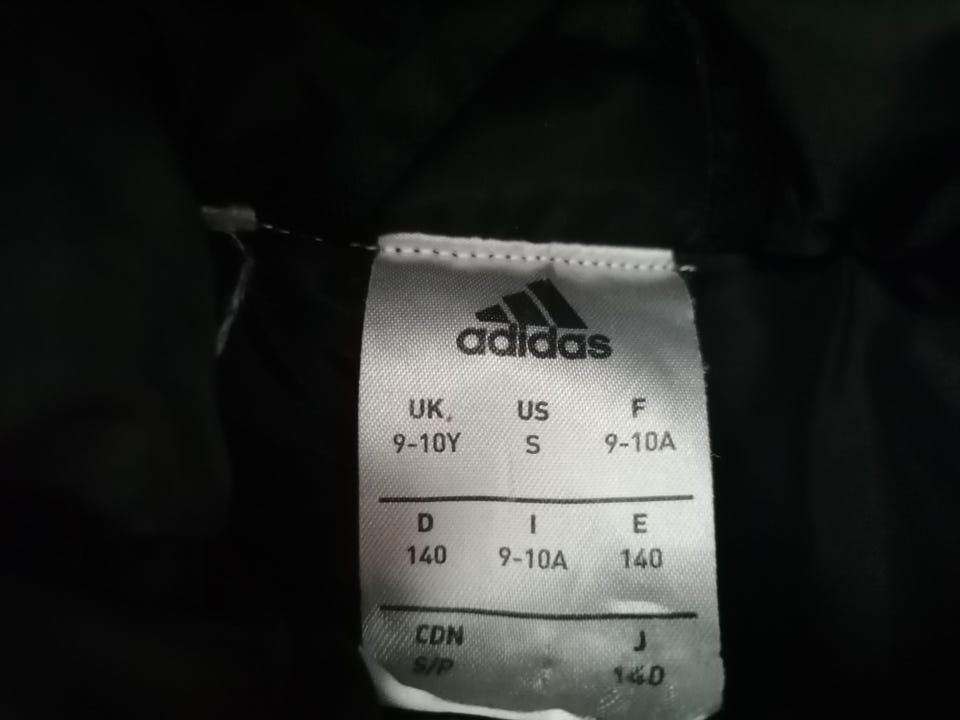 adidas
UK US F
9-10Y S 9-10A
D I E
140 9-10A 140
CDN J
S/P 140